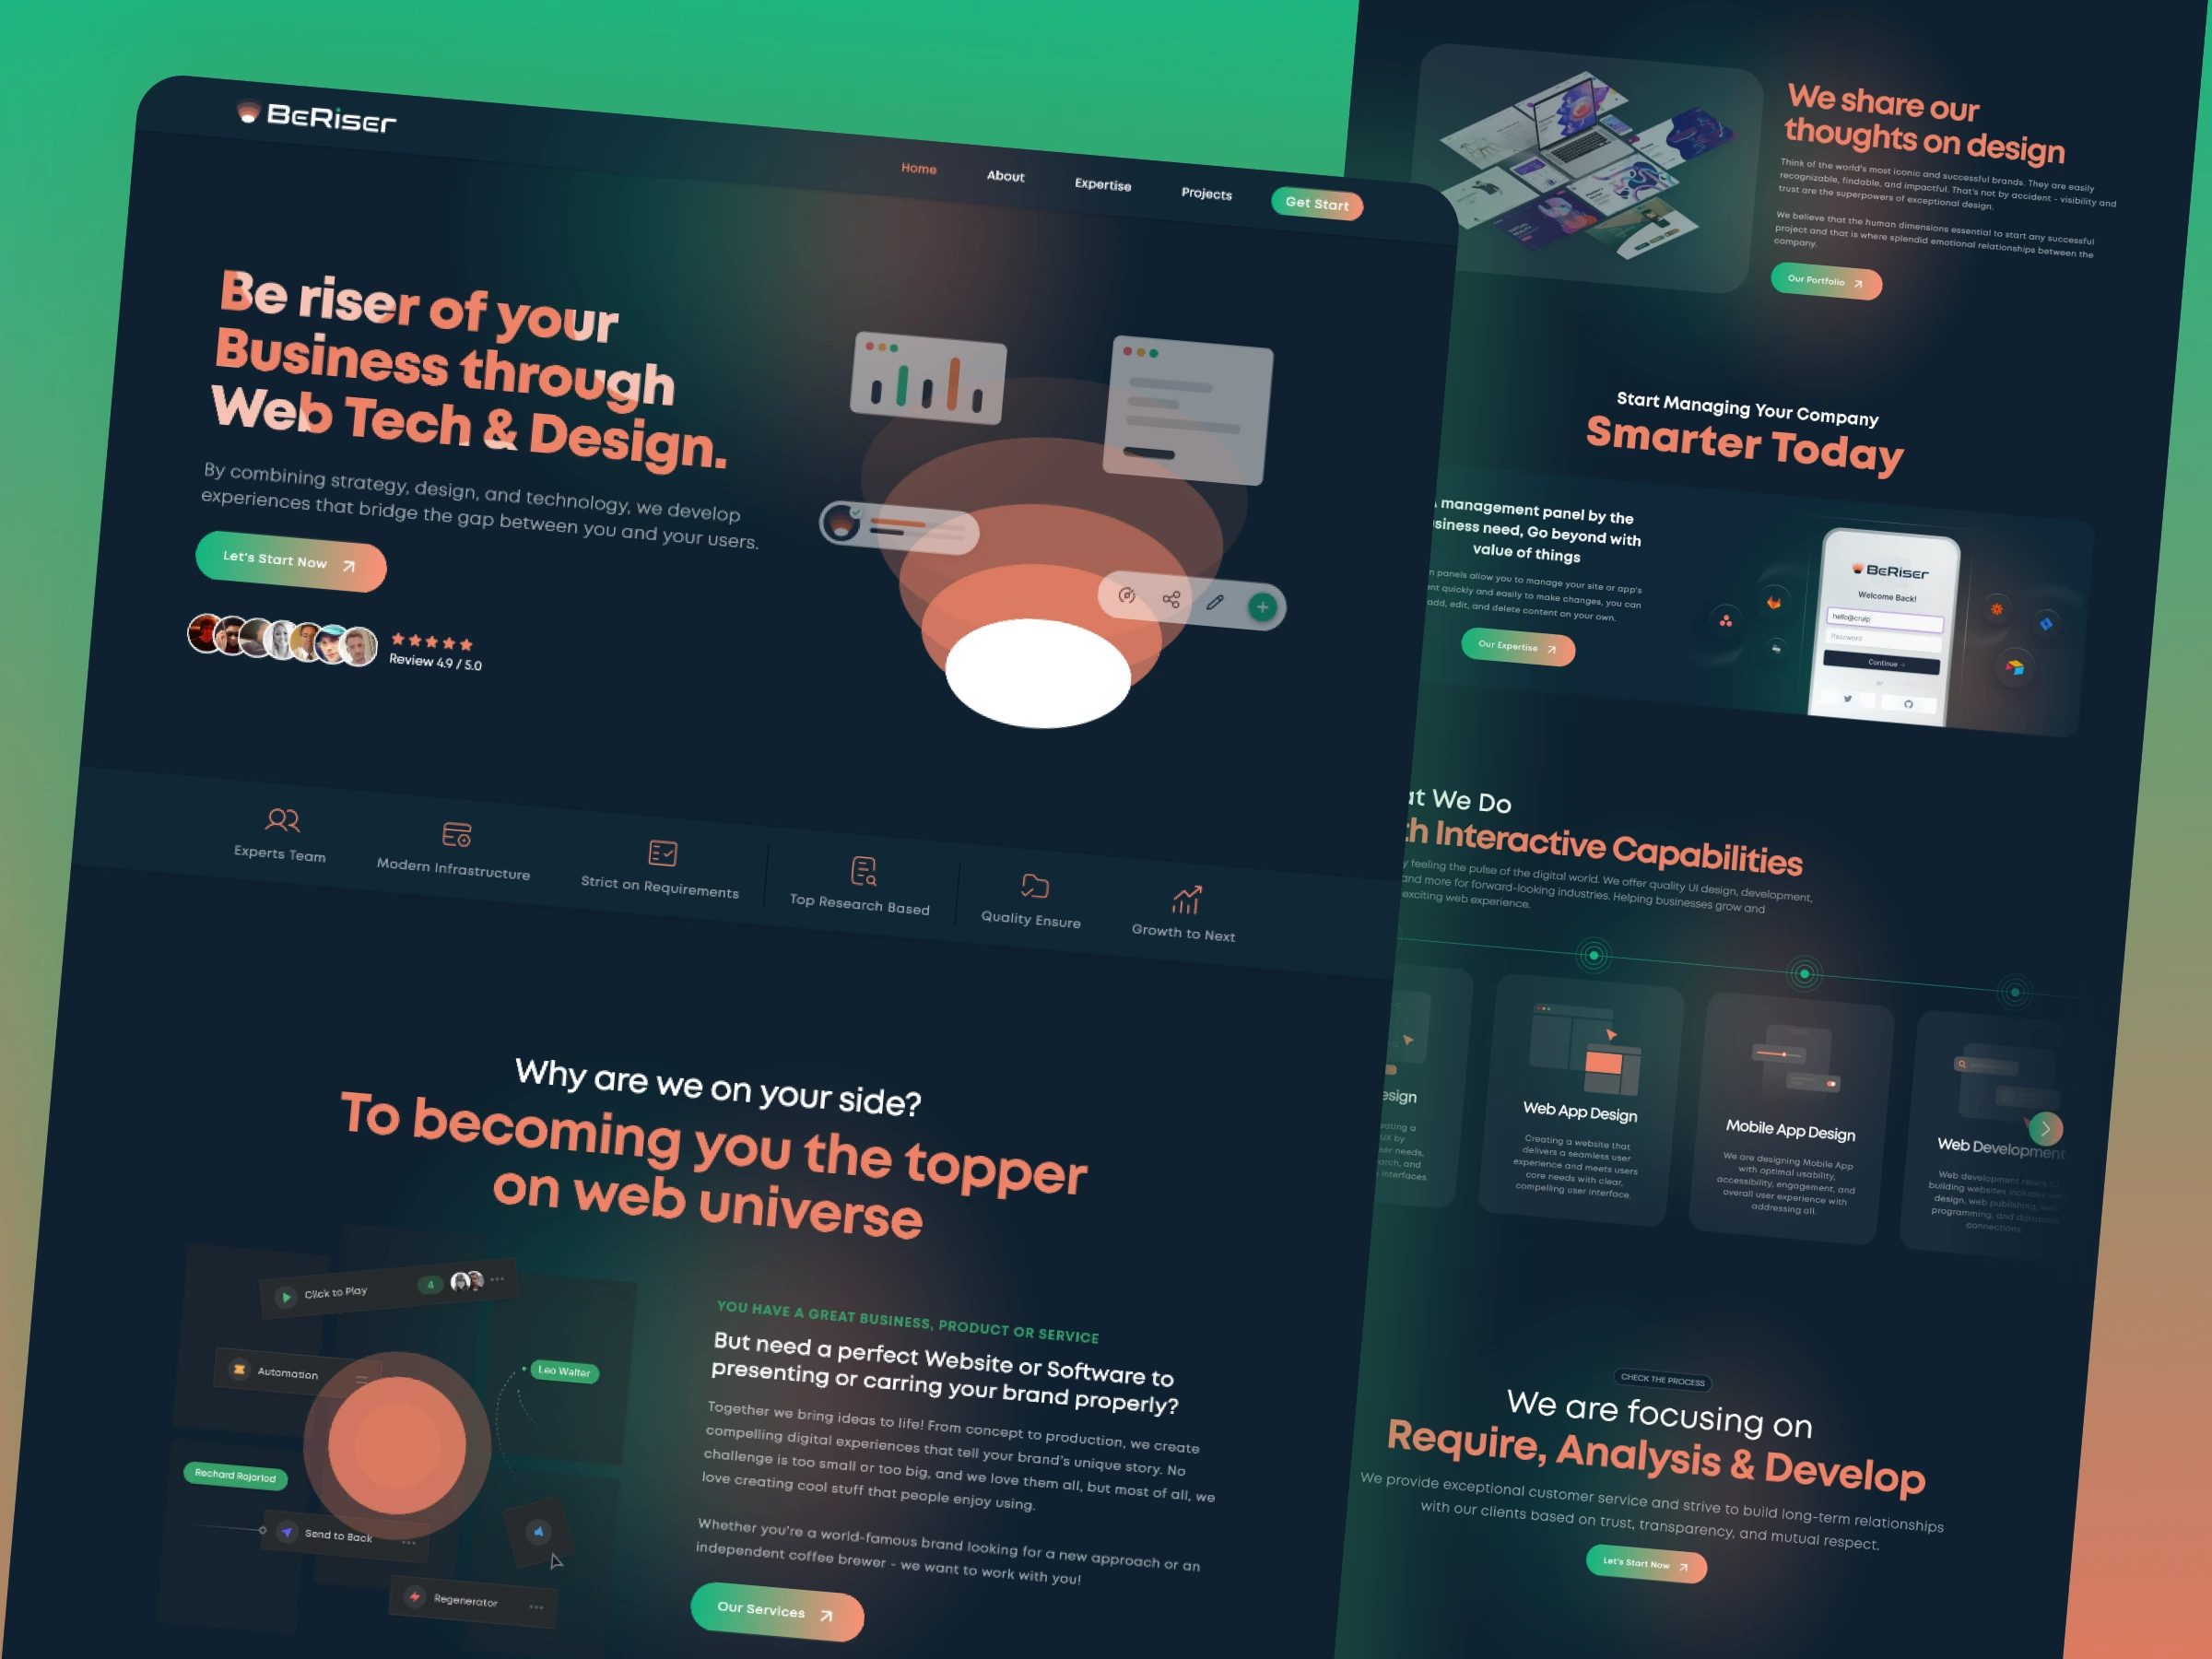 BeRiser
Home
About
Expertise
Projects
Get Start
Be riser of your
Business through
Web Tech & Design.
By combining strategy, design, and technology, we develop
experiences that bridge the gap between you and your users.
Let's Start Now
Review 4.9 / 5.0
Experts Team
Modern Infrastructure
Strict on Requirements
Top Research Based
Quality Ensure
Growth to Next
Why are we on your side?
To becoming you the topper
on web universe
Click to Play
4
Automation
Leo Walter
Rechard Rojorlod
Send to Back
Regenerator
YOU HAVE A GREAT BUSINESS, PRODUCT OR SERVICE
But need a perfect Website or Software to
presenting or carring your brand properly?
Together we bring ideas to life! From concept to production, we create
compelling digital experiences that tell your brand's unique story. No
challenge is too small or too big, and we love them all, but most of all, we
love creating cool stuff that people enjoy using.
Whether you're a world-famous brand looking for a new approach or an
independent coffee brewer - we want to work with you!
Our Services
We share our
thoughts on design
Think of the world's most iconic and successful brands. They are easily
recognizable, findable, and impactful. That's not by accident - visibility and
trust are the superpowers of exceptional design.
We believe that the human dimensions essential to start any successful
project and that is where splendid emotional relationships between the
company.
Our Portfolio
Start Managing Your Company
Smarter Today
management panel by the
siness need, Go beyond with
value of things
n panels allow you to manage your site or app's
nt quickly and easily to make changes, you can
add, edit, and delete content on your own.
Our Expertise
BeRiser
Welcome Back!
hello@cruip
Password
Continue
or
at We Do
th Interactive Capabilities
y feeling the pulse of the digital world. We offer quality UI design, development,
and more for forward-looking industries. Helping businesses grow and
exciting web experience.
esign
eating a
UX by
ser needs,
arch, and
interfaces.
Web App Design
Creating a website that
delivers a seamless user
experience and meets users
core needs with clear,
compelling user interface.
Mobile App Design
We are designing Mobile App
with optimal usability,
accessibility, engagement, and
overall user experience with
addressing all.
Web Development
Web development refers to
building websites includes
design, web publishing, web
programming, and database
connections.
CHECK THE PROCESS
We are focusing on
Require, Analysis & Develop
We provide exceptional customer service and strive to build long-term relationships
with our clients based on trust, transparency, and mutual respect.
Let's Start Now